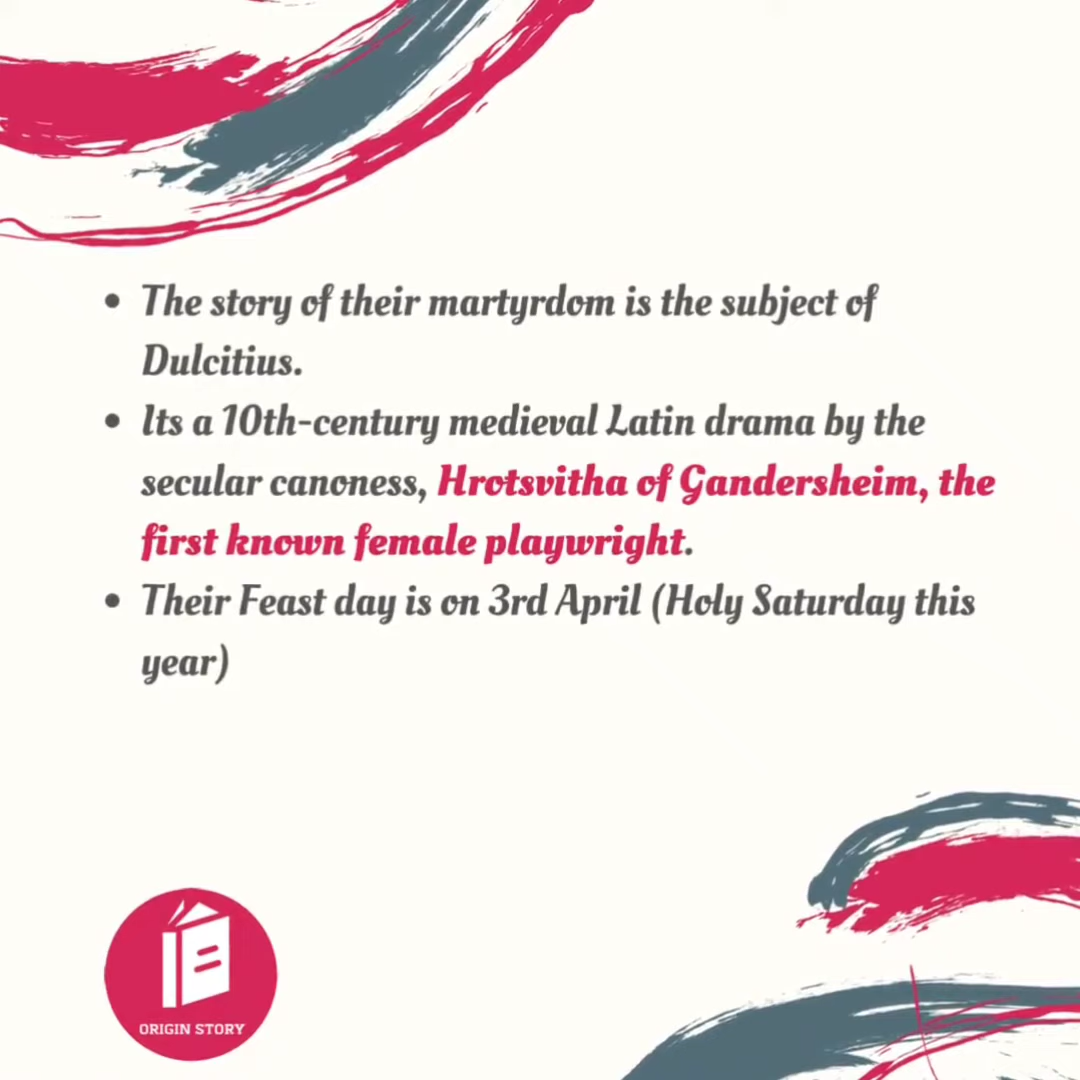 • The story of their martyrdom is the subject of
Dulcitius.
• Its a 10th-century medieval Latin drama by the
secular canoness, Hrotsvitha of Gandersheim, the
first known female playwright.
• Their Feast day is on 3rd April (Holy Saturday this
year)
ORIGIN STORY